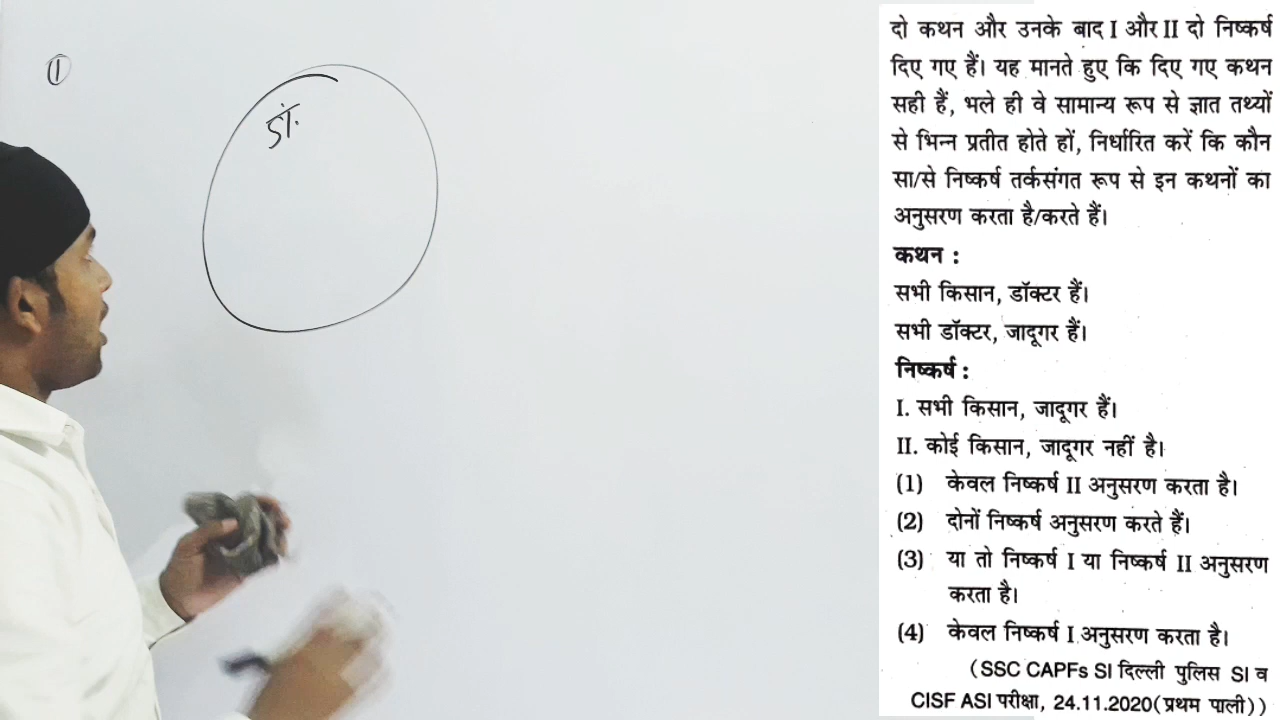 ①
डॉ.
दो कथन और उनके बाद I और II दो निष्कर्ष
दिए गए हैं। यह मानते हुए कि दिए गए कथन
सही हैं, भले ही वे सामान्य रूप से ज्ञात तथ्यों
से भिन्न प्रतीत होते हों, निर्धारित करें कि कौन
सा/से निष्कर्ष तर्कसंगत रूप से इन कथनों का
अनुसरण करता है/करते हैं।
कथन :
सभी किसान, डॉक्टर हैं।
सभी डॉक्टर, जादूगर हैं।
निष्कर्ष :
I. सभी किसान, जादूगर हैं।
II. कोई किसान, जादूगर नहीं है।
(1) केवल निष्कर्ष II अनुसरण करता है।
(2) दोनों निष्कर्ष अनुसरण करते हैं।
(3) या तो निष्कर्ष I या निष्कर्ष II अनुसरण
करता है।
(4) केवल निष्कर्ष I अनुसरण करता है।
(SSC CAPFs SI दिल्ली पुलिस SI व
CISF ASI परीक्षा, 24.11.2020 (प्रथम पाली))